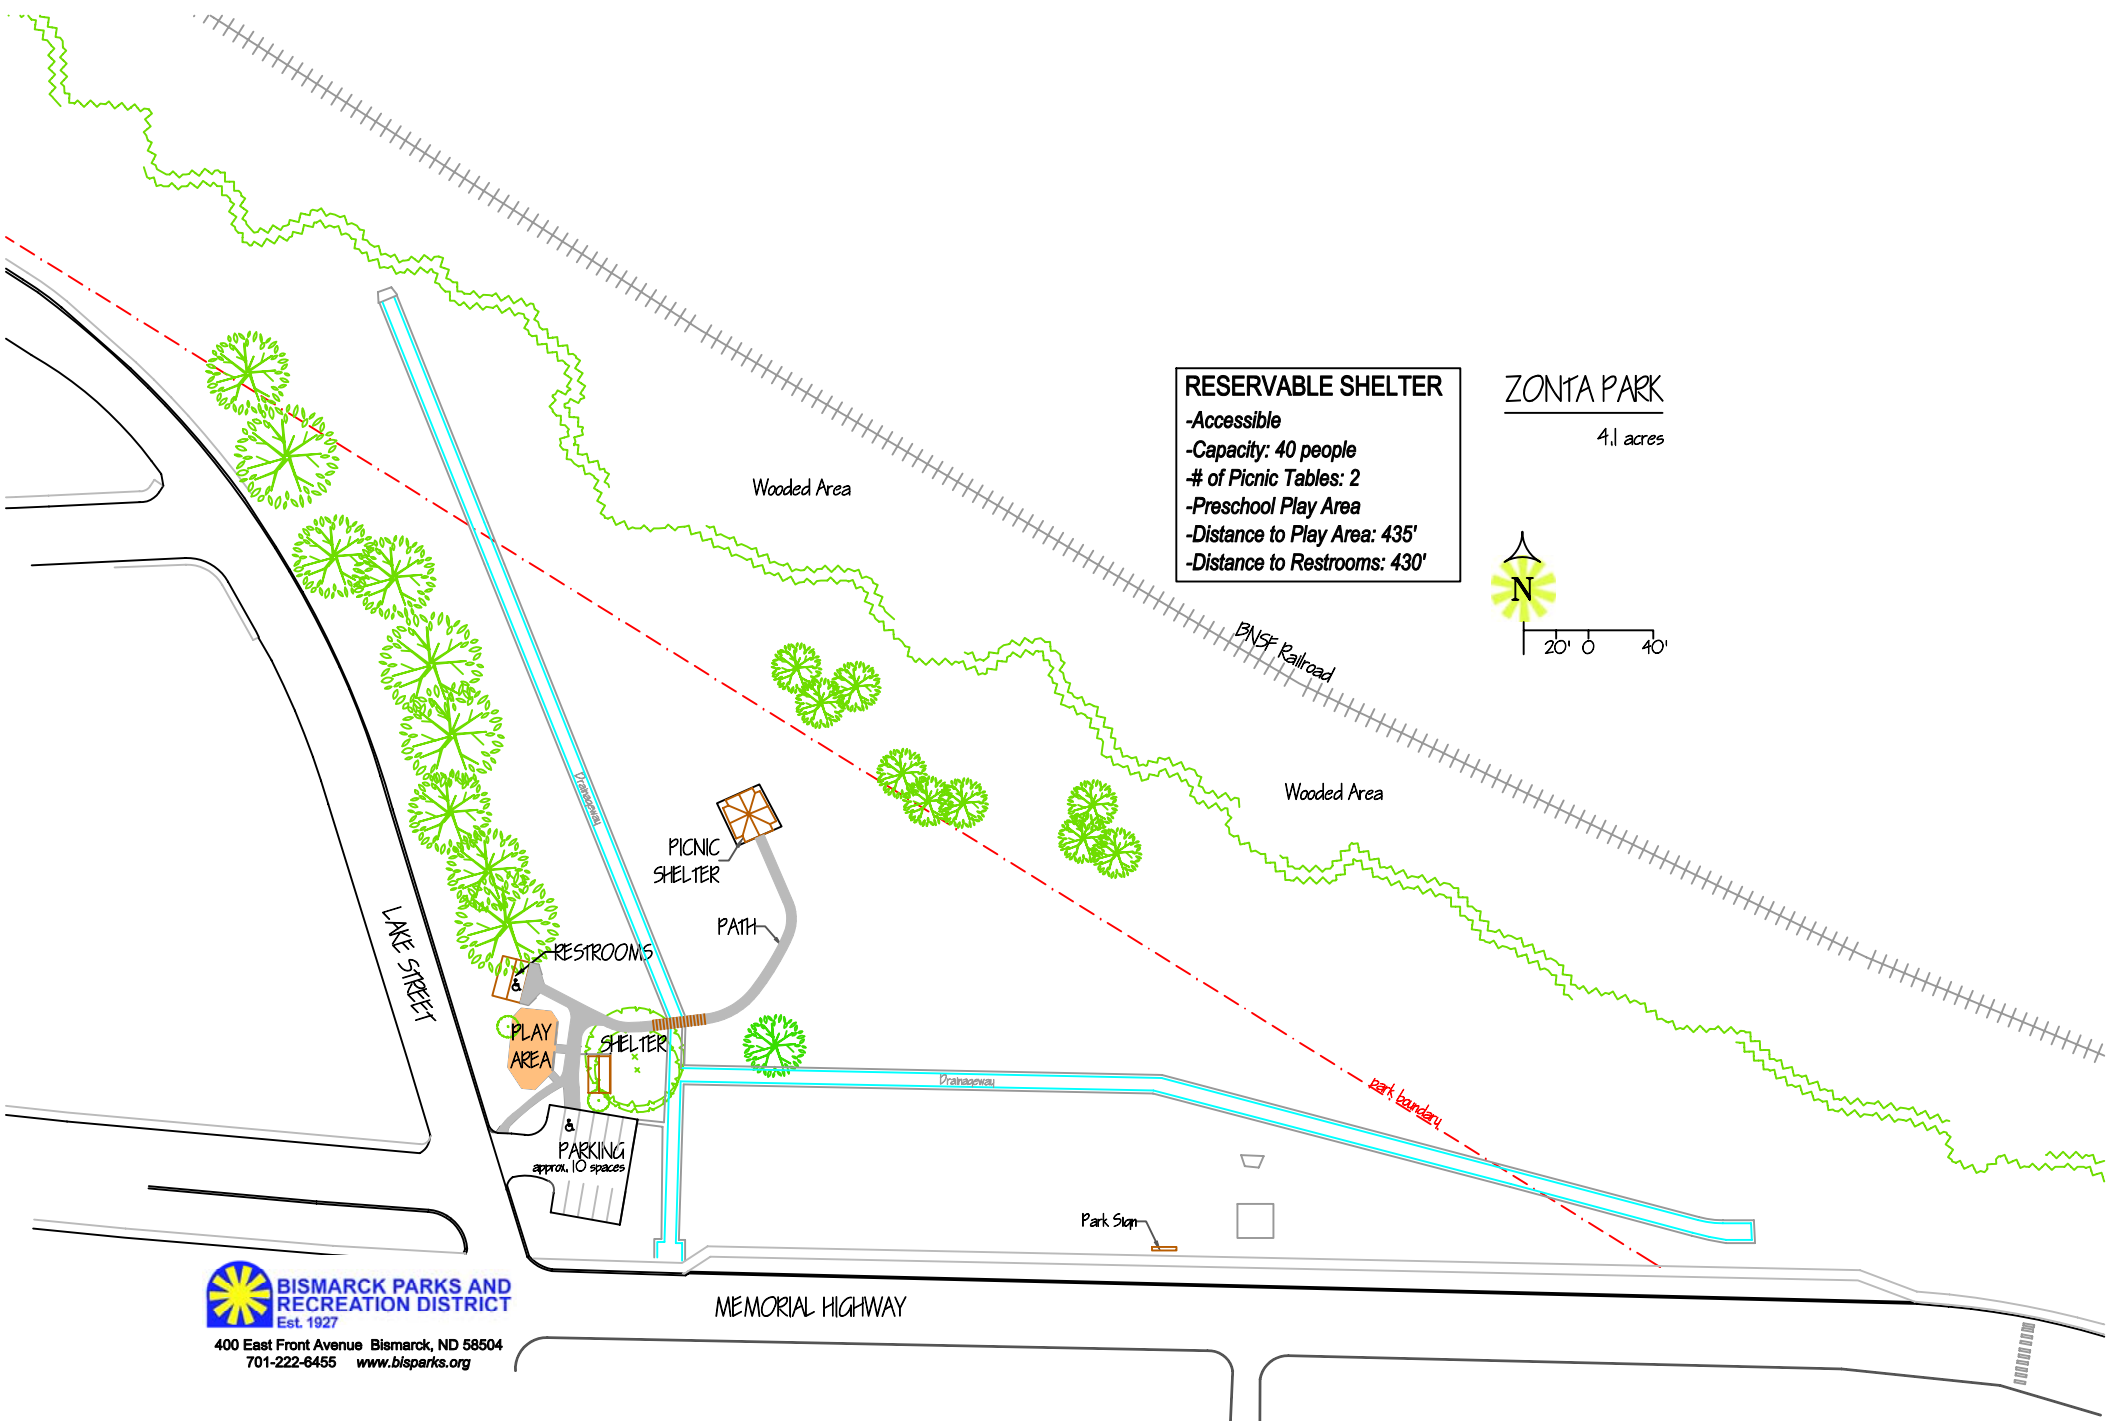 RESERVABLE SHELTER
-Accessible
-Capacity: 40 people
-# of Picnic Tables: 2
-Preschool Play Area
-Distance to Play Area: 435'
-Distance to Restrooms: 430'
ZONTA PARK
4.1 acres
N
20' 0 40'
Wooded Area
BNSF Railroad
Wooded Area
Drainageway
PICNIC
SHELTER
PATH
LAKE STREET
RESTROOMS
PLAY
AREA
SHELTER
Drainageway
park boundary
PARKING
approx. 10 spaces
Park Sign
MEMORIAL HIGHWAY
BISMARCK PARKS AND
RECREATION DISTRICT
Est. 1927
400 East Front Avenue Bismarck, ND 58504
701-222-6455 www.bisparks.org